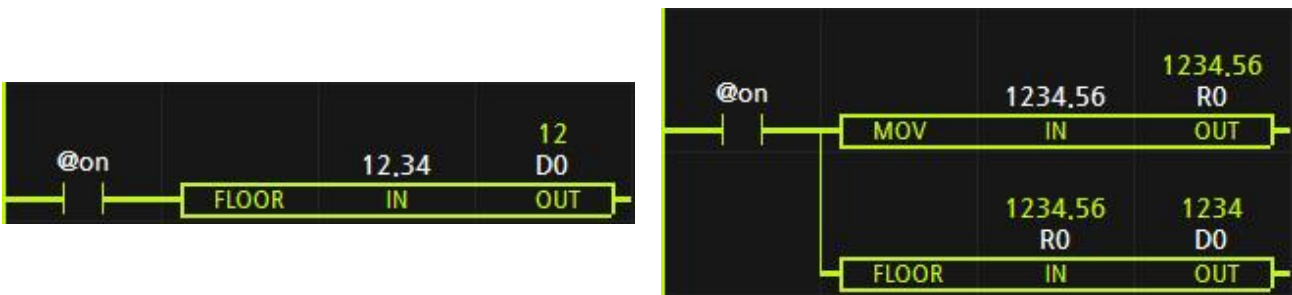 12
@on 12.34 D0
FLOOR IN OUT
1234.56
@on 1234.56 R0
MOV IN OUT
1234.56 1234
R0 D0
FLOOR IN OUT